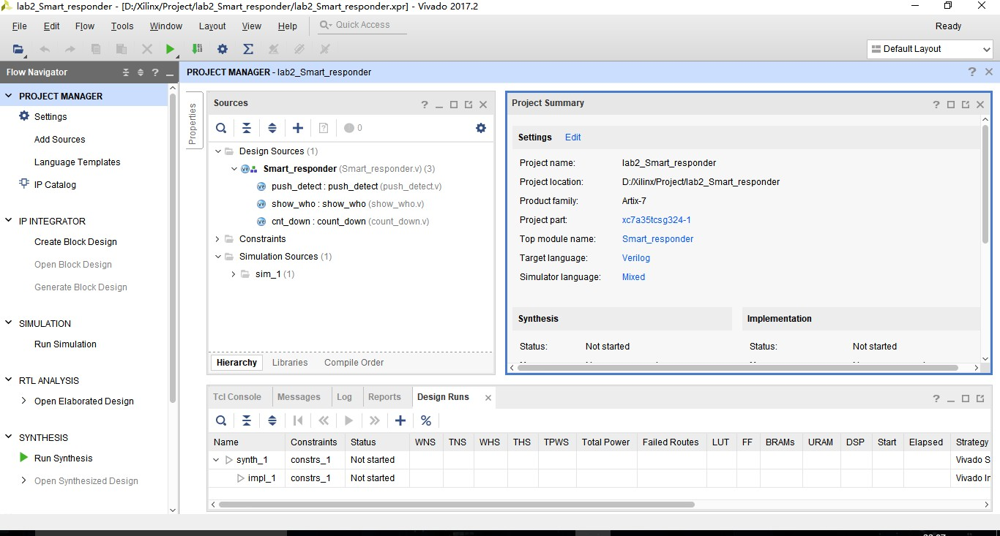 lab2_Smart_responder - [D:/Xilinx/Project/lab2_Smart_responder/lab2_Smart_responder.xpr] - Vivado 2017.2
File Edit Flow Tools Window Layout View Help Quick Access Ready
Default Layout
Flow Navigator
PROJECT MANAGER
Settings
Add Sources
Language Templates
IP Catalog
IP INTEGRATOR
Create Block Design
Open Block Design
Generate Block Design
SIMULATION
Run Simulation
RTL ANALYSIS
Open Elaborated Design
SYNTHESIS
Run Synthesis
Open Synthesized Design
PROJECT MANAGER - lab2_Smart_responder
Properties
Sources
0
Design Sources (1)
Smart_responder (Smart_responder.v) (3)
push_detect : push_detect (push_detect.v)
show_who : show_who (show_who.v)
cnt_down : count_down (count_down.v)
Constraints
Simulation Sources (1)
sim_1 (1)
Hierarchy Libraries Compile Order
Project Summary
Settings Edit
Project name: lab2_Smart_responder
Project location: D:/Xilinx/Project/lab2_Smart_responder
Product family: Artix-7
Project part: xc7a35tcsg324-1
Top module name: Smart_responder
Target language: Verilog
Simulator language: Mixed
Synthesis Implementation
Status: Not started Status: Not started
Tcl Console Messages Log Reports Design Runs
Name Constraints Status WNS TNS WHS THS TPWS Total Power Failed Routes LUT FF BRAMs URAM DSP Start Elapsed Strategy
synth_1 constrs_1 Not started Vivado S
impl_1 constrs_1 Not started Vivado